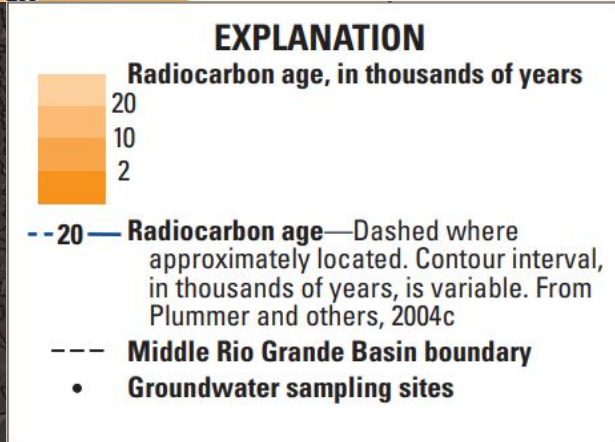 EXPLANATION
Radiocarbon age, in thousands of years
20
10
2
--20— Radiocarbon age—Dashed where
approximately located. Contour interval,
in thousands of years, is variable. From
Plummer and others, 2004c
Middle Rio Grande Basin boundary
Groundwater sampling sites